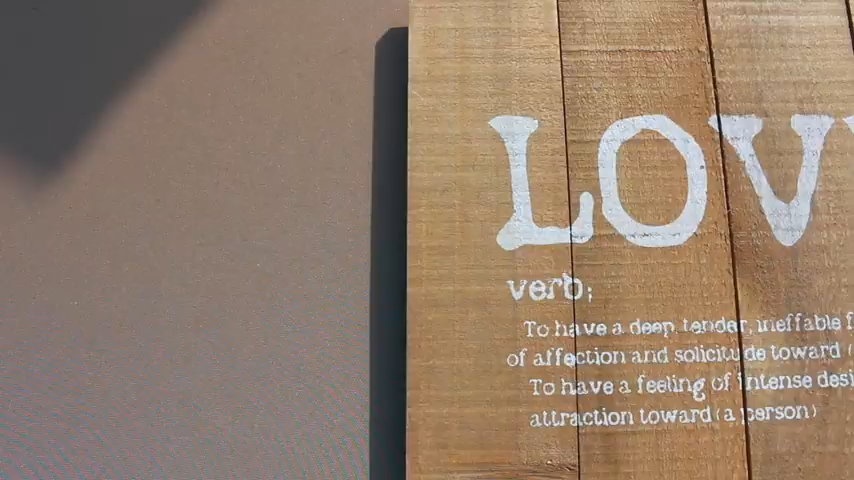 LOV
verb;
To have a deep, tender, ineffable f
of affection and solicitude toward (
To have a feeling of intense desi
attraction toward (a person)